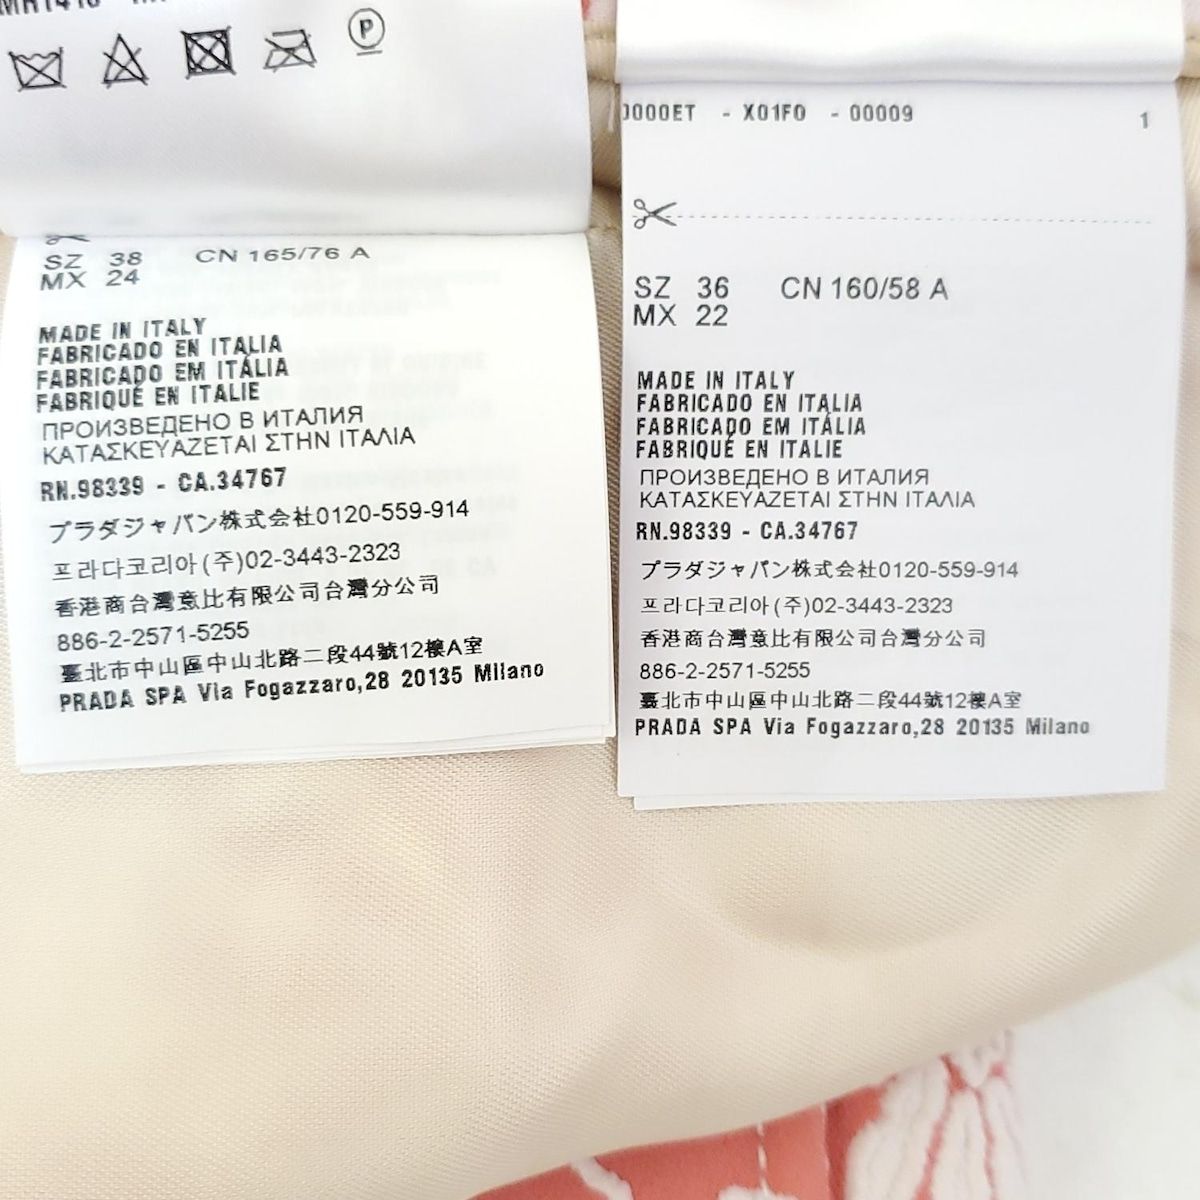 P
SZ 38 CN 165/76 A
MX 24
MADE IN ITALY
FABRICADO EN ITALIA
FABRICADO EM ITÁLIA
FABRIQUÉ EN ITALIE
ПРОИЗВЕДЕНО В ИТАЛИЯ
ΚΑΤΑΣΚΕΥΑΖΕΤΑΙ ΣΤΗΝ ΙΤΑΛΙΑ
RN.98339 - CA.34767
プラダジャパン株式会社0120-559-914
프라다코리아(주)02-3443-2323
香港商台灣意比有限公司台灣分公司
886-2-2571-5255
臺北市中山區中山北路二段44號12樓A室
PRADA SPA Via Fogazzaro,28 20135 Milano
0000ET - X01F0 - 00009 1
SZ 36 CN 160/58 A
MX 22
MADE IN ITALY
FABRICADO EN ITALIA
FABRICADO EM ITÁLIA
FABRIQUÉ EN ITALIE
ПРОИЗВЕДЕНО В ИТАЛИЯ
ΚΑΤΑΣΚΕΥΑΖΕΤΑΙ ΣΤΗΝ ΙΤΑΛΙΑ
RN.98339 - CA.34767
プラダジャパン株式会社0120-559-914
프라다코리아(주)02-3443-2323
香港商台灣意比有限公司台灣分公司
886-2-2571-5255
臺北市中山區中山北路二段44號12樓A室
PRADA SPA Via Fogazzaro,28 20135 Milano